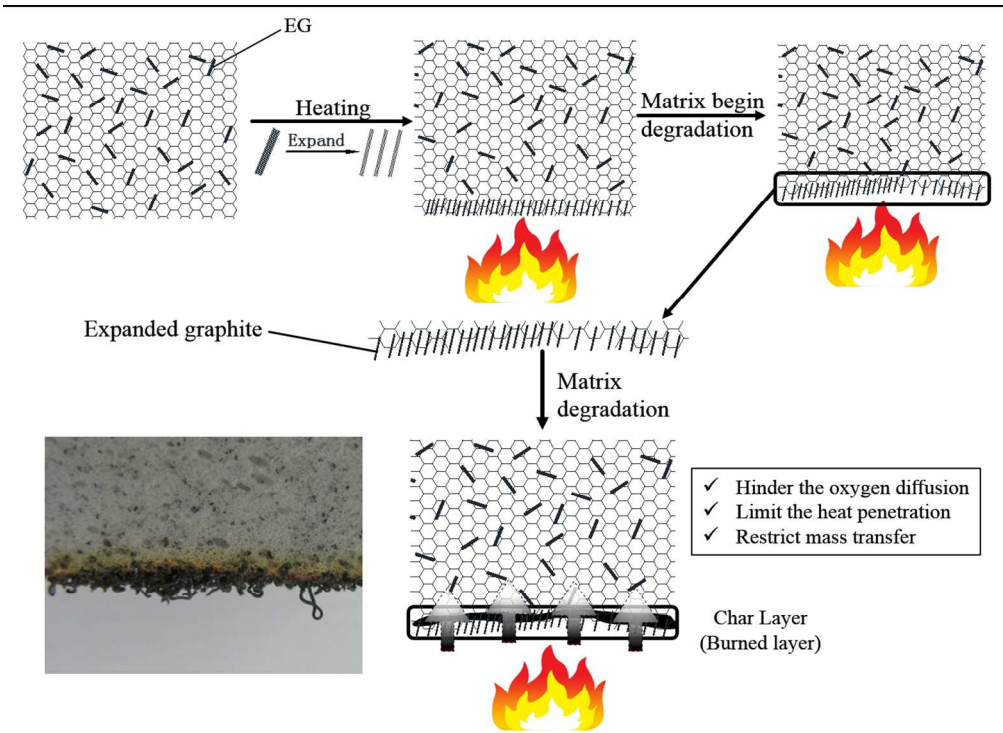 EG
Heating
Expand
Matrix begin
degradation
Expanded graphite
Matrix
degradation
✓ Hinder the oxygen diffusion
✓ Limit the heat penetration
✓ Restrict mass transfer
Char Layer
(Burned layer)